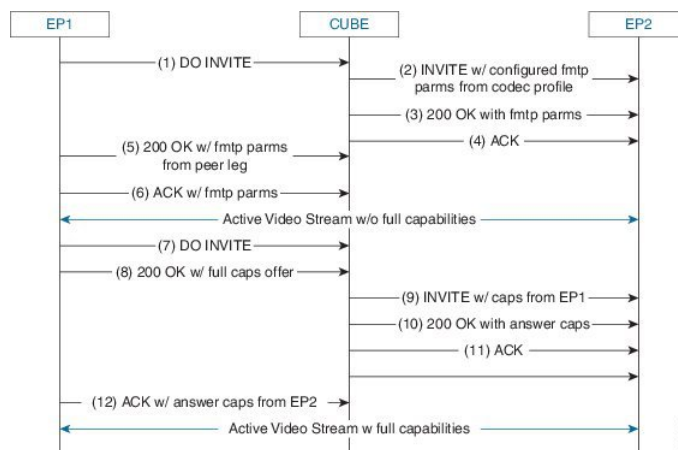 EP1
CUBE
EP2
(1) DO INVITE
(2) INVITE w/ configured fmtp
parms from codec profile
(3) 200 OK with fmtp parms
(4) ACK
(5) 200 OK w/ fmtp parms
from peer leg
(6) ACK w/ fmtp parms
Active Video Stream w/o full capabilities
(7) DO INVITE
(8) 200 OK w/ full caps offer
(9) INVITE w/ caps from EP1
(10) 200 OK with answer caps
(11) ACK
(12) ACK w/ answer caps from EP2
Active Video Stream w full capabilities